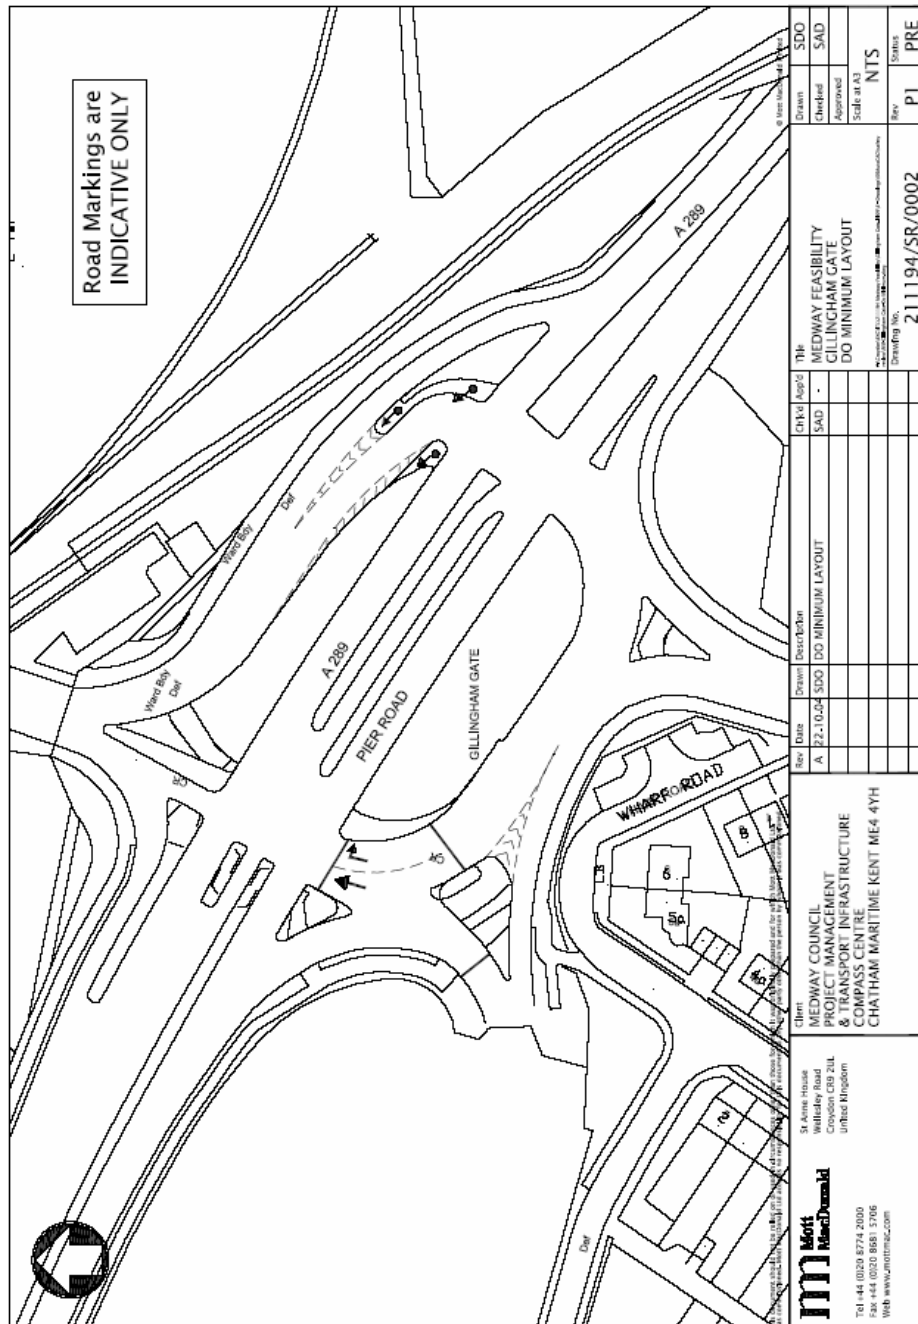 Road Markings are
INDICATIVE ONLY
A 289
Ward Bdy
Def
Ward Bdy
Def
A 289
PIER ROAD
GILLINGHAM GATE
WHARF ROAD
Def
Mott
MacDonald
St Anne House
Wellesley Road
Croydon CR9 2UL
United Kingdom
Tel +44 (0)20 8774 2000
Fax +44 (0)20 8681 5706
Web www.mottmac.com
Client
MEDWAY COUNCIL
PROJECT MANAGEMENT
& TRANSPORT INFRASTRUCTURE
COMPASS CENTRE
CHATHAM MARITIME KENT ME4 4YH
Rev Date Drawn Description Ch'k'd App'd
A 22.10.04 SDO DO MINIMUM LAYOUT SAD -
Title
MEDWAY FEASIBILITY
GILLINGHAM GATE
DO MINIMUM LAYOUT
Drawing No.
211194/SR/0002
Drawn SDO
Checked SAD
Approved
Scale at A3
NTS
Rev Status
P1 PRE